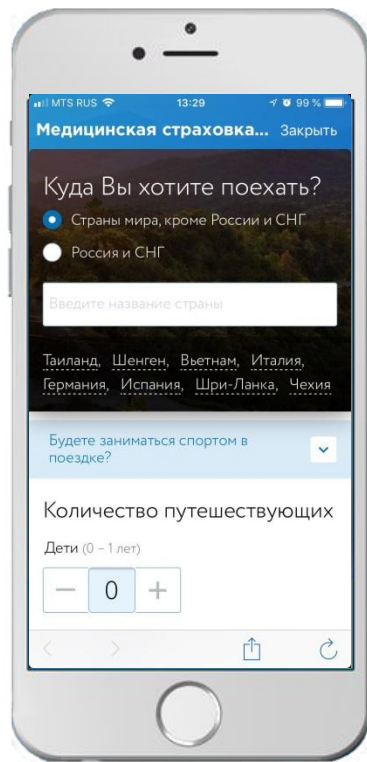 MTS RUS 13:29 99 %
Медицинская страховка... Закрыть
Куда Вы хотите поехать?
Страны мира, кроме России и СНГ
Россия и СНГ
Введите название страны
Таиланд, Шенген, Вьетнам, Италия,
Германия, Испания, Шри-Ланка, Чехия
Будете заниматься спортом в
поездке?
Количество путешествующих
Дети (0 – 1 лет)
— 0 +